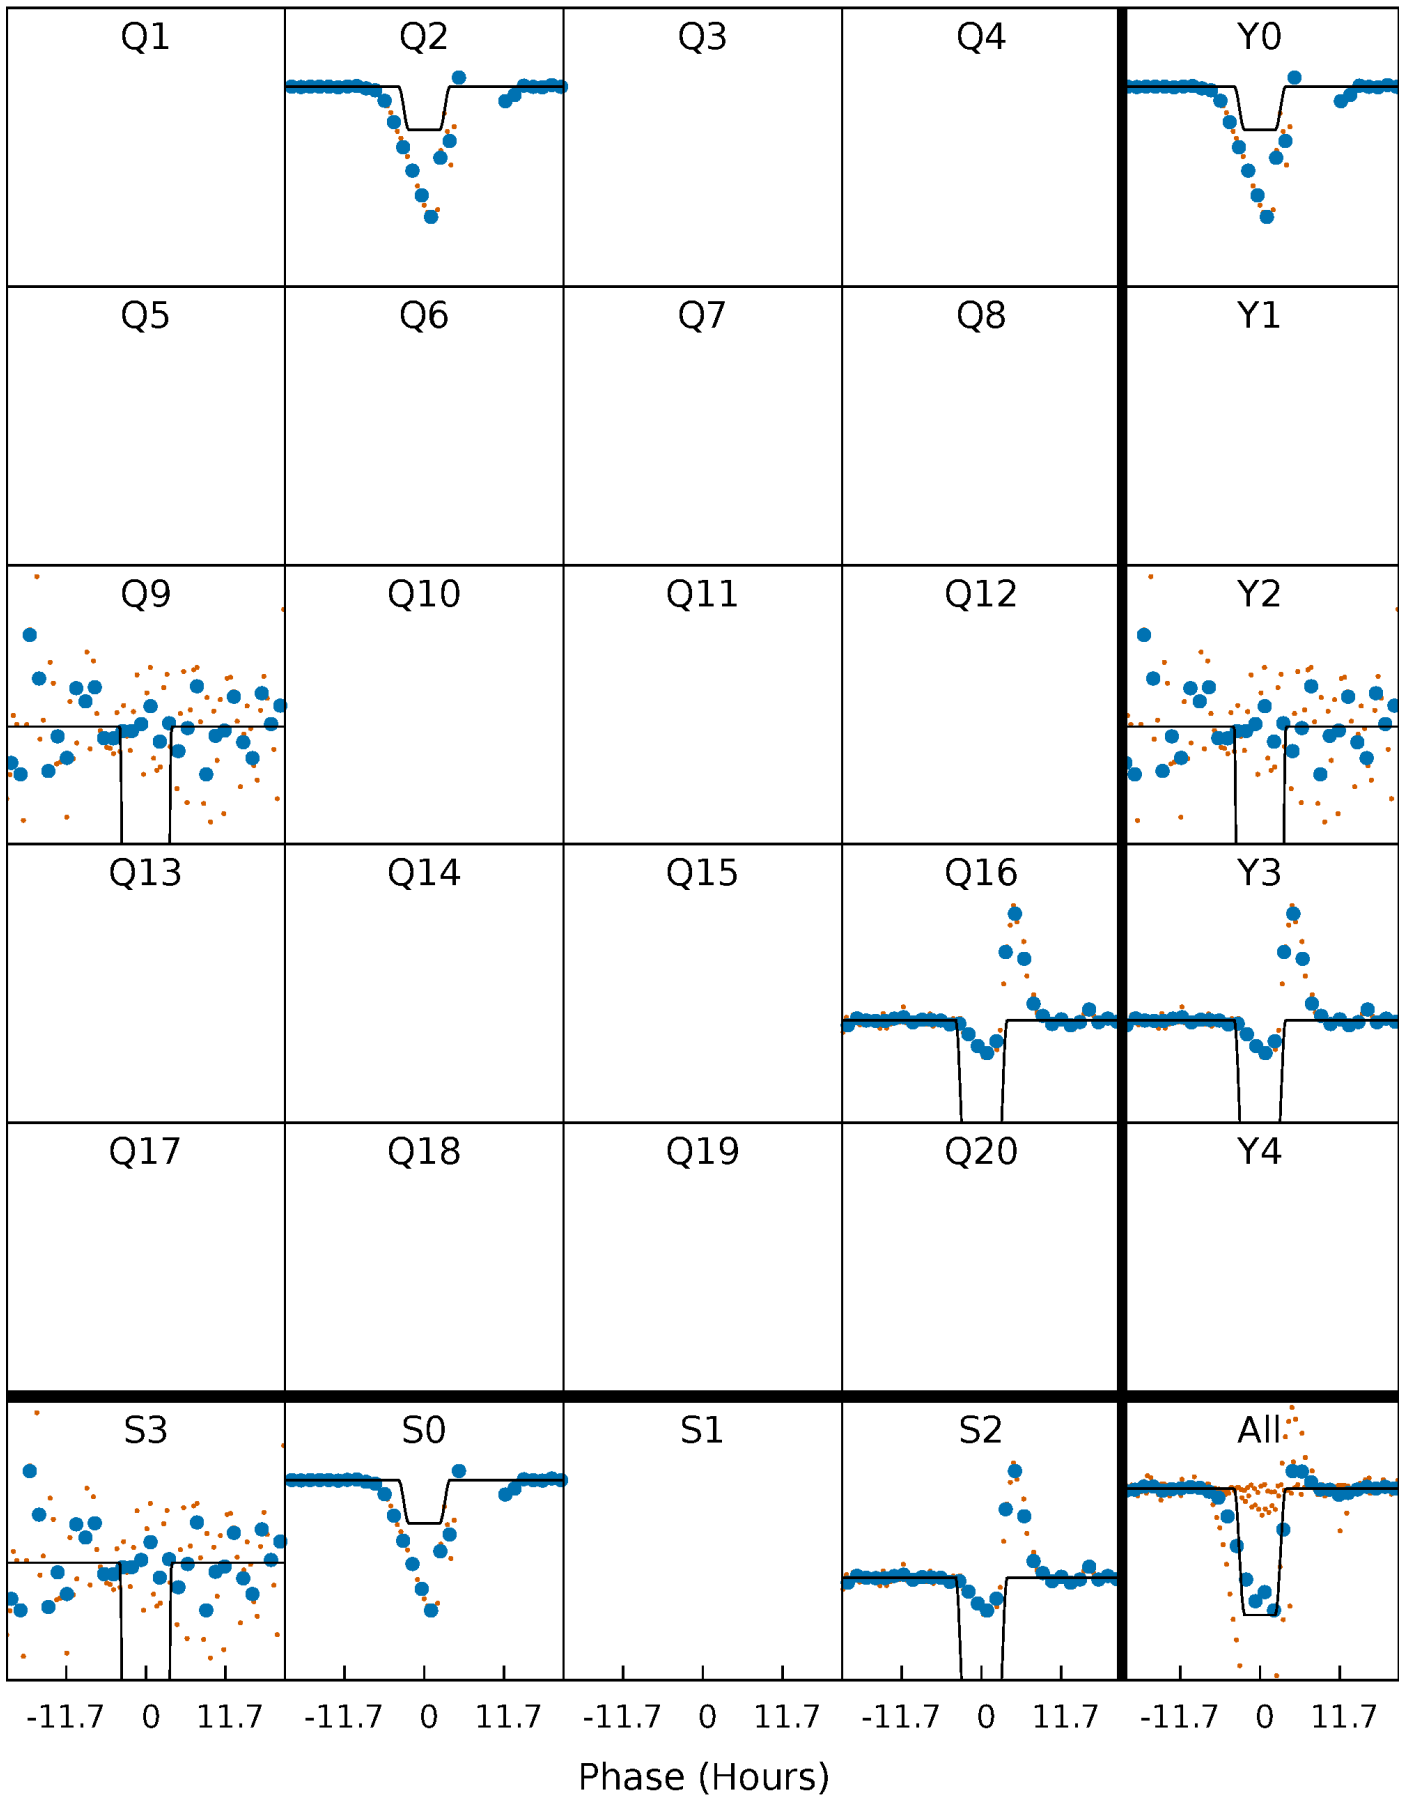 Q1 Q2 Q3 Q4 Y0
Q5 Q6 Q7 Q8 Y1
Q9 Q10 Q11 Q12 Y2
Q13 Q14 Q15 Q16 Y3
Q17 Q18 Q19 Q20 Y4
S3 S0 S1 S2 All
-11.7 0 11.7 -11.7 0 11.7 -11.7 0 11.7 -11.7 0 11.7 -11.7 0 11.7
Phase (Hours)